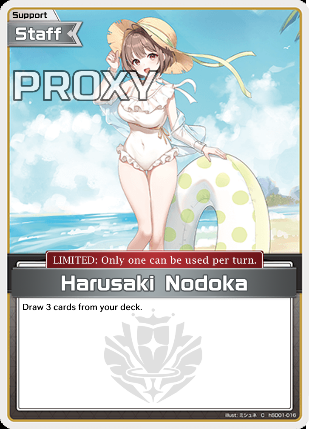 Support
Staff
PROXY
LIMITED: Only one can be used per turn.
Harusaki Nodoka
Draw 3 cards from your deck.
Illust: ミシェネ C hSD01-016